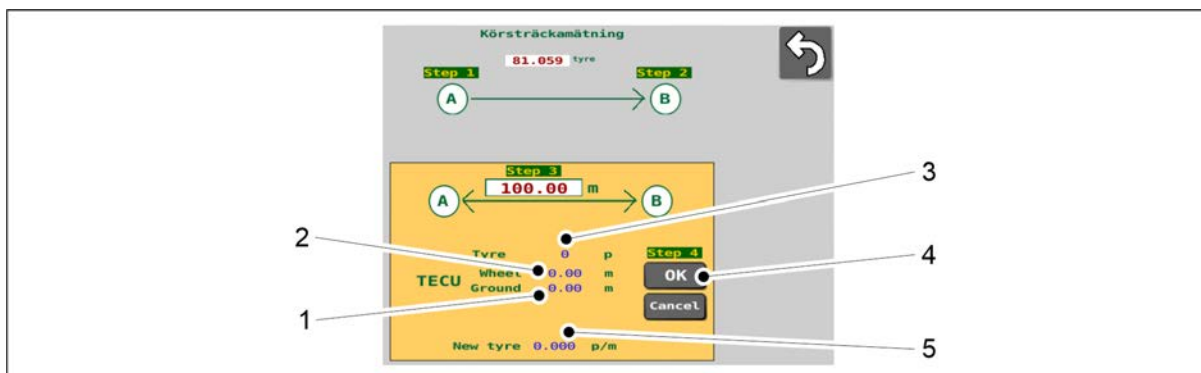 Körsträckamätning
81.059 tyre
Step 1 Step 2
A B
Step 3
100.00 m
A B
3
2
Tyre 0 p Step 4
4
TECU Wheel 0.00 m OK
Ground 0.00 m
1
Cancel
5
New tyre 0.000 p/m